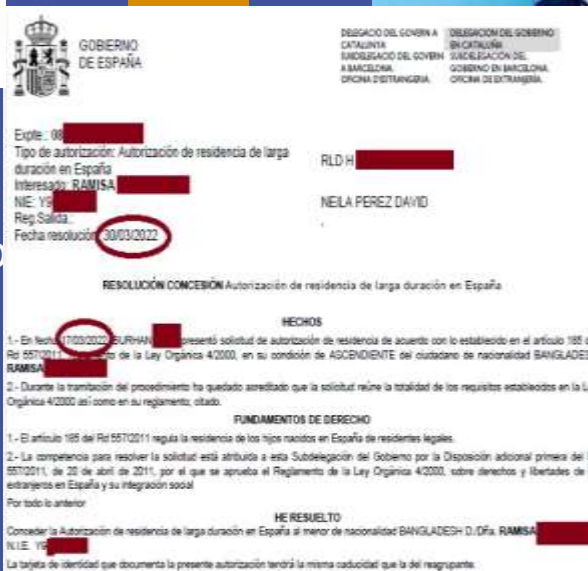 GOBIERNO
DE ESPAÑA
DELEGACIÓ DEL GOVERN A
CATALUNYA
SUBDELEGACIÓ DEL GOVERN
A BARCELONA.
OFICINA D'ESTRANGERIA.
DELEGACIÓN DEL GOBIERNO
EN CATALUÑA
SUBDELEGACIÓN DEL
GOBIERNO EN BARCELONA.
OFICINA DE EXTRANJERÍA.
Expte.: 08
Tipo de autorización: Autorización de residencia de larga
duración en España
Interesado: RAMISA
NIE: Y9
Reg.Salida.:
Fecha resolución: 30/03/2022
RLD H
NEILA PEREZ DAVID
,
RESOLUCIÓN CONCESIÓN Autorización de residencia de larga duración en España
HECHOS
1.- En fecha 17/03/2022, BURHAN presentó solicitud de autorización de residencia de acuerdo con lo establecido en el artículo 185 d
Rd 557/2011, de la Ley Orgánica 4/2000, en su condición de ASCENDIENTE del ciudadano de nacionalidad BANGLADES
RAMISA
2.- Durante la tramitación del procedimiento ha quedado acreditado que la solicitud reúne la totalidad de los requisitos establecidos en la Le
Orgánica 4/2000 así como en su reglamento; citado.
FUNDAMENTOS DE DERECHO
1.- El artículo 185 del Rd 557/2011 regula la residencia de los hijos nacidos en España de residentes legales.
2.- La competencia para resolver la solicitud está atribuida a esta Subdelegación del Gobierno por la Disposición adicional primera del
557/2011, de 20 de abril de 2011, por el que se aprueba el Reglamento de la Ley Orgánica 4/2000, sobre derechos y libertades de
extranjeros en España y su integración social
Por todo lo anterior
HE RESUELTO
Conceder la Autorización de residencia de larga duración en España al menor de nacionalidad BANGLADESH D./Dña. RAMISA
N.I.E. Y9
La tarjeta de identidad que documenta la presente autorización tendrá la misma caducidad que la del reagrupante.